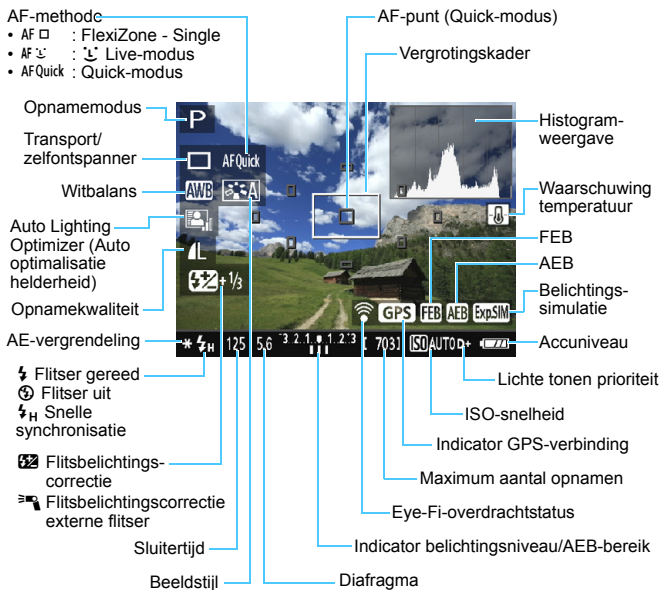 AF-methode
• AF □ : FlexiZone - Single
• AF : Live-modus
• AFQuick : Quick-modus
Opnamemodus
Transport/
zelfontspanner
Witbalans
Auto Lighting
Optimizer (Auto
optimalisatie
helderheid)
Opnamekwaliteit
AE-vergrendeling
Flitser gereed
Flitser uit
H Snelle
synchronisatie
Flitsbelichtings-
correctie
Flitsbelichtingscorrectie
externe flitser
Sluitertijd
Beeldstijl
Diafragma
AF-punt (Quick-modus)
Vergrotingskader
Histogram-
weergave
Waarschuwing
temperatuur
FEB
AEB
Belichtings-
simulatie
Accuniveau
Lichte tonen prioriteit
ISO-snelheid
Indicator GPS-verbinding
Maximum aantal opnamen
Eye-Fi-overdrachtstatus
Indicator belichtingsniveau/AEB-bereik
P
AFQuick
AWB A
L
+1/3
GPS FEB AEB Exp.SIM
* H 125 5.6 -3..2..1..0..1..2.:3 [ 703] ISO AUTO D+